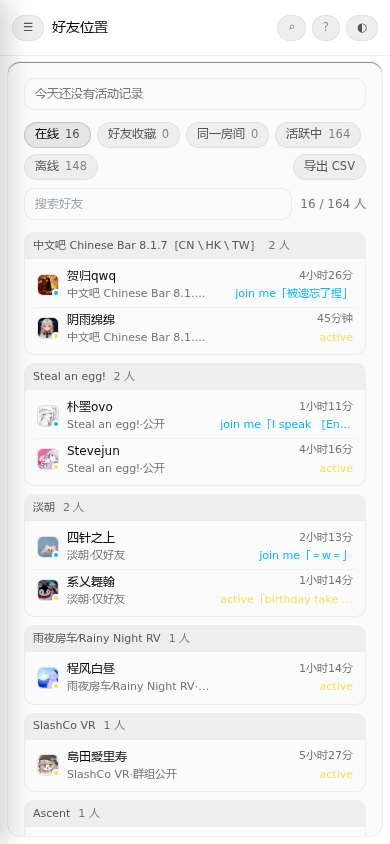 ☰ 好友位置 ⌕ ? ◐
今天还没有活动记录
在线 16 好友收藏 0 同一房间 0 活跃中 164
离线 148 导出 CSV
搜索好友 16 / 164 人
中文吧 Chinese Bar 8.1.7 [CN \ HK \ TW] 2 人
贺归qwq 4小时26分
中文吧 Chinese Bar 8.1.… join me「被遗忘了捏」
阴雨绵绵 45分钟
中文吧 Chinese Bar 8.1.… active
Steal an egg! 2 人
朴墨ovo 1小时11分
Steal an egg!·公开 join me「I speak [En…
Stevejun 4小时16分
Steal an egg!·公开 active
淡朝 2 人
四针之上 2小时13分
淡朝·仅好友 join me「=w=」
系乂舞翰 1小时14分
淡朝·仅好友 active「birthday take …
雨夜房车⁄Rainy Night RV 1 人
程风白昼 1小时14分
雨夜房车⁄Rainy Night RV·… active
SlashCo VR 1 人
島田愛里寿 5小时27分
SlashCo VR·群组公开 active
Ascent 1 人